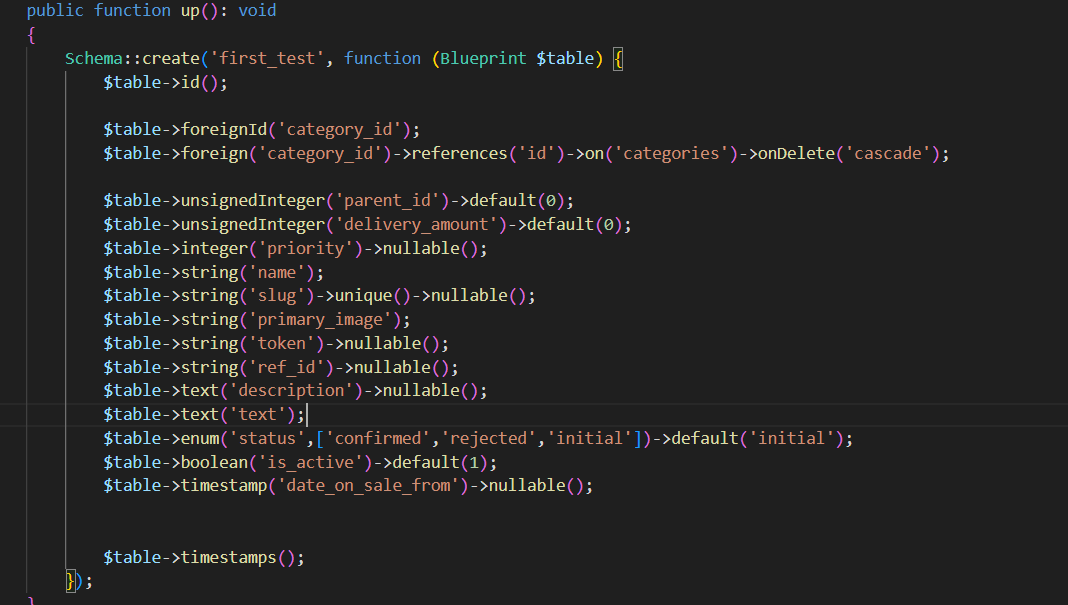 public function up(): void
{
    Schema::create('first_test', function (Blueprint $table) {
        $table->id();
        $table->foreignId('category_id');
        $table->foreign('category_id')->references('id')->on('categories')->onDelete('cascade');
        $table->unsignedInteger('parent_id')->default(0);
        $table->unsignedInteger('delivery_amount')->default(0);
        $table->integer('priority')->nullable();
        $table->string('name');
        $table->string('slug')->unique()->nullable();
        $table->string('primary_image');
        $table->string('token')->nullable();
        $table->string('ref_id')->nullable();
        $table->text('description')->nullable();
        $table->text('text');
        $table->enum('status',['confirmed','rejected','initial'])->default('initial');
        $table->boolean('is_active')->default(1);
        $table->timestamp('date_on_sale_from')->nullable();
        $table->timestamps();
    });
}